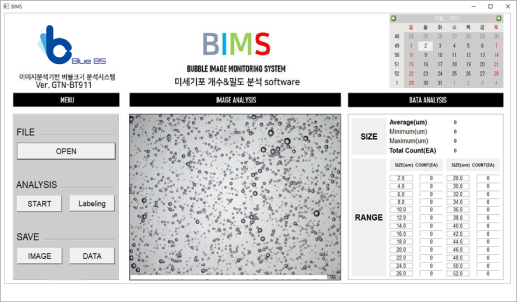 BIMS
Blue BS
이미지분석기반 버블크기 분석시스템
Ver. GTN-BT911
BIMS
BUBBLE IMAGE MONITORING SYSTEM
미세기포 개수&밀도 분석 software
일 월 화 수 목 금 토
48 24 25 26 27 28 29 30
49 1 2 3 4 5 6 7
50 8 9 10 11 12 13 14
51 15 16 17 18 19 20 21
52 22 23 24 25 26 27 28
1 29 30 31 1 2 3 4
MENU
IMAGE ANALYSIS
DATA ANALYSIS
FILE
OPEN
ANALYSIS
START Labeling
SAVE
IMAGE DATA
SIZE
Average(um) 0
Minimum(um) 0
Maximum(um) 0
Total Count(EA) 0
RANGE
SIZE(um) COUNT(EA) SIZE(um) COUNT(EA)
2.0 0 28.0 0
4.0 0 30.0 0
6.0 0 32.0 0
8.0 0 34.0 0
10.0 0 36.0 0
12.0 0 38.0 0
14.0 0 40.0 0
16.0 0 42.0 0
18.0 0 44.0 0
20.0 0 46.0 0
22.0 0 48.0 0
24.0 0 50.0 0
26.0 0 52.0 0